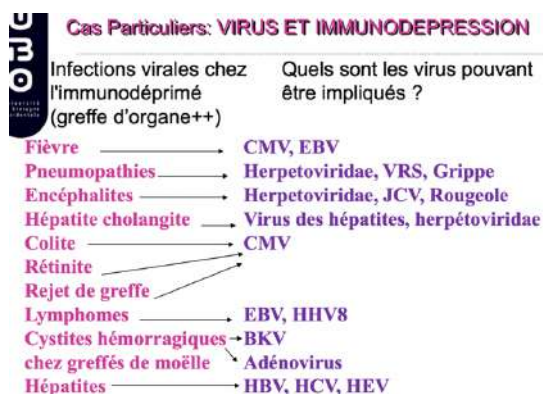 Cas Particuliers: VIRUS ET IMMUNODEPRESSION
Infections virales chez l'immunodéprimé (greffe d'organe++)
Quels sont les virus pouvant être impliqués ?
Fièvre CMV, EBV
Pneumopathies Herpetoviridae, VRS, Grippe
Encéphalites Herpetoviridae, JCV, Rougeole
Hépatite cholangite Virus des hépatites, herpétoviridae
Colite CMV
Rétinite
Rejet de greffe
Lymphomes EBV, HHV8
Cystites hémorragiques BKV
chez greffés de moëlle Adénovirus
Hépatites HBV, HCV, HEV